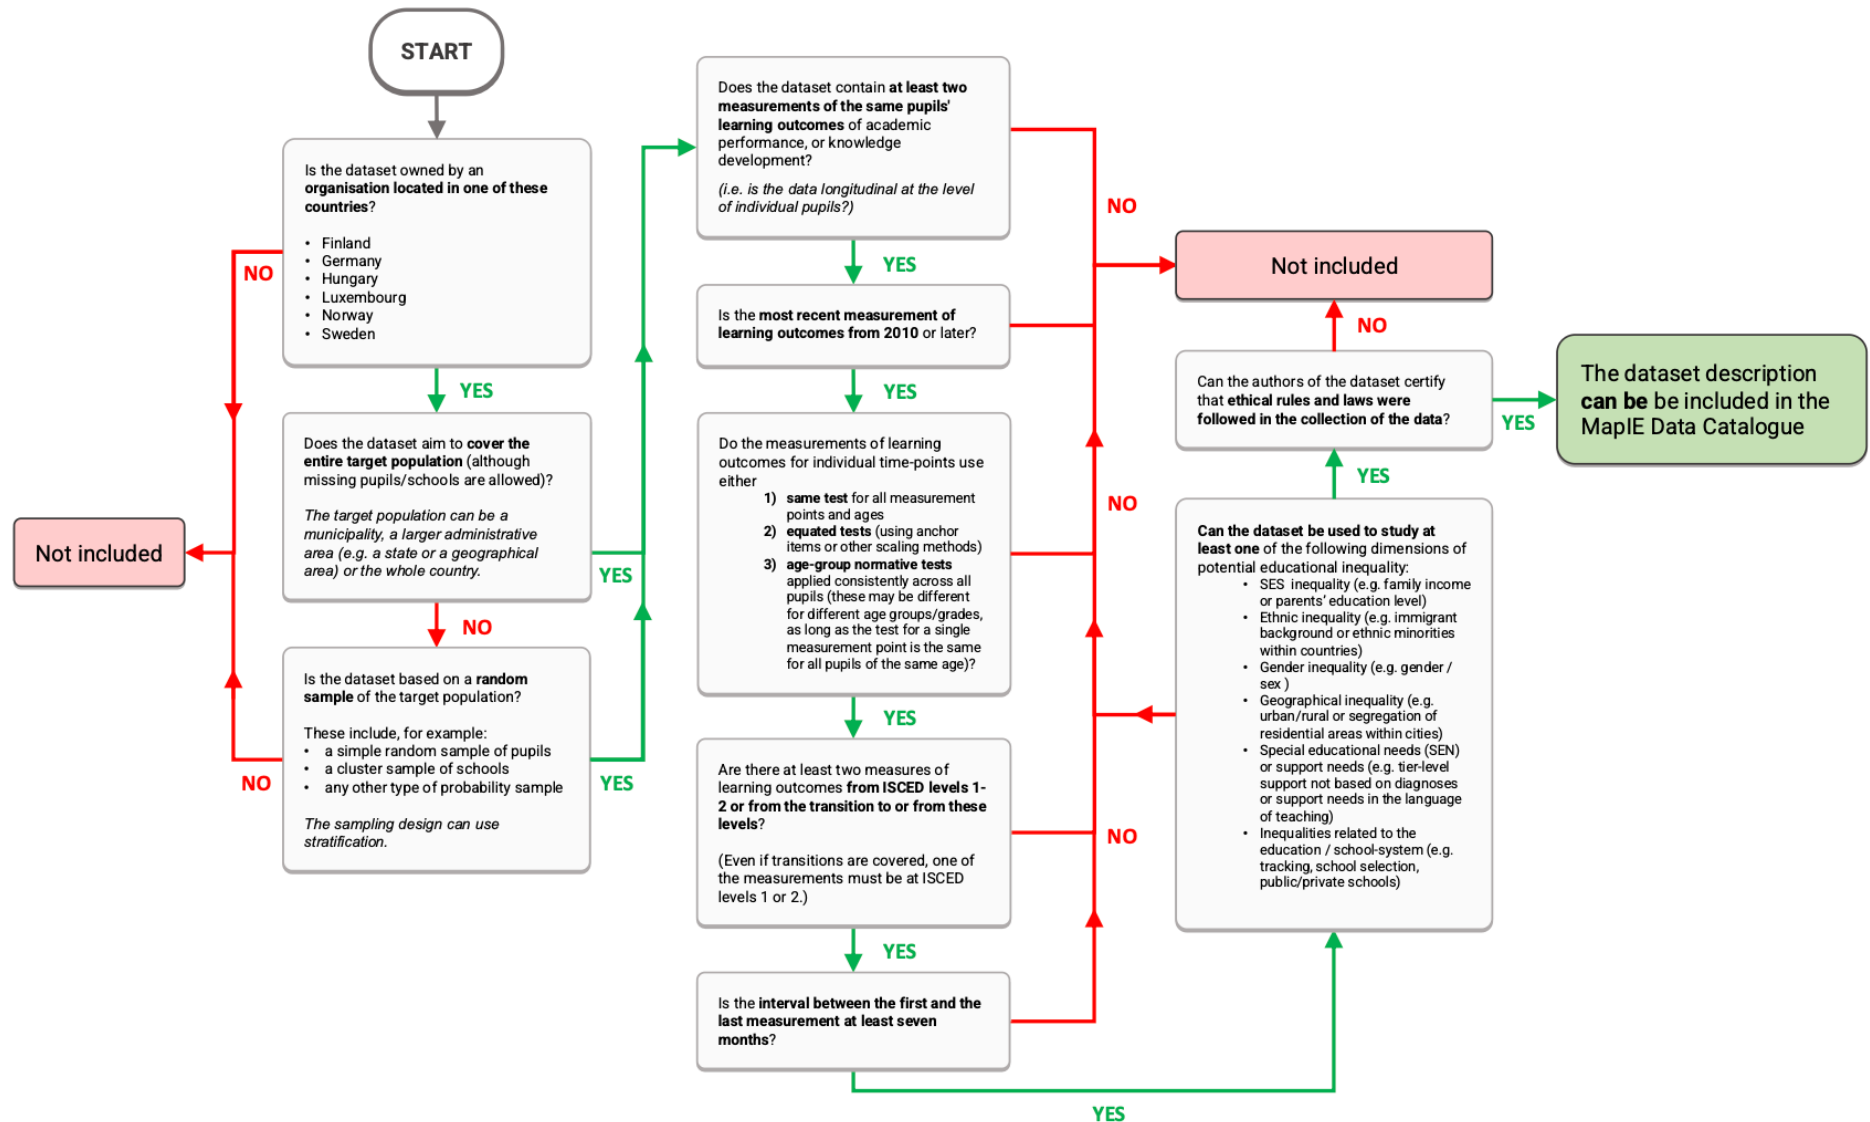 START
Is the dataset owned by an
organisation located in one of these
countries?
• Finland
• Germany
• Hungary
• Luxembourg
• Norway
• Sweden
NO
YES
Does the dataset aim to cover the
entire target population (although
missing pupils/schools are allowed)?
The target population can be a
municipality, a larger administrative
area (e.g. a state or a geographical
area) or the whole country.
Not included
YES
NO
Is the dataset based on a random
sample of the target population?
These include, for example:
• a simple random sample of pupils
• a cluster sample of schools
• any other type of probability sample
The sampling design can use
stratification.
NO
YES
Does the dataset contain at least two
measurements of the same pupils'
learning outcomes of academic
performance, or knowledge
development?
(i.e. is the data longitudinal at the level
of individual pupils?)
NO
YES
Is the most recent measurement of
learning outcomes from 2010 or later?
YES
Do the measurements of learning
outcomes for individual time-points use
either
1) same test for all measurement
points and ages
2) equated tests (using anchor
items or other scaling methods)
3) age-group normative tests
applied consistently across all
pupils (these may be different
for different age groups/grades,
as long as the test for a single
measurement point is the same
for all pupils of the same age)?
NO
YES
Are there at least two measures of
learning outcomes from ISCED levels 1-
2 or from the transition to or from these
levels?
(Even if transitions are covered, one of
the measurements must be at ISCED
levels 1 or 2.)
NO
YES
Is the interval between the first and the
last measurement at least seven
months?
YES
Can the dataset be used to study at
least one of the following dimensions of
potential educational inequality:
• SES inequality (e.g. family income
or parents' education level)
• Ethnic inequality (e.g. immigrant
background or ethnic minorities
within countries)
• Gender inequality (e.g. gender /
sex )
• Geographical inequality (e.g.
urban/rural or segregation of
residential areas within cities)
• Special educational needs (SEN)
or support needs (e.g. tier-level
support not based on diagnoses
or support needs in the language
of teaching)
• Inequalities related to the
education / school-system (e.g.
tracking, school selection,
public/private schools)
YES
Can the authors of the dataset certify
that ethical rules and laws were
followed in the collection of the data?
NO
Not included
YES
The dataset description
can be be included in the
MapIE Data Catalogue